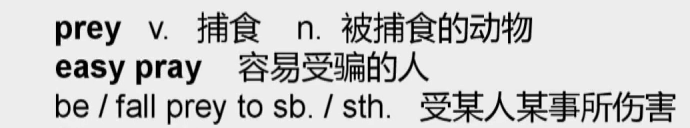 prey v. 捕食 n. 被捕食的动物
easy pray 容易受骗的人
be / fall prey to sb. / sth. 受某人某事所伤害